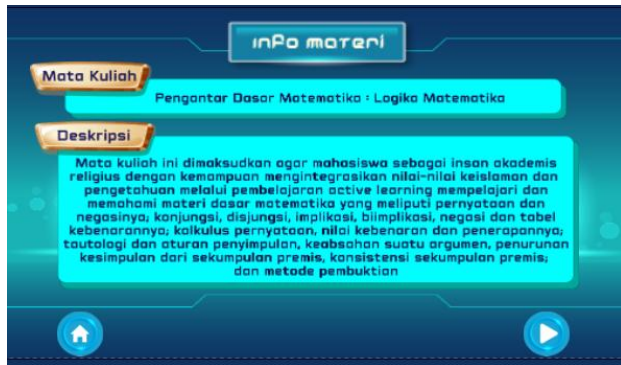 info materi
Mata Kuliah
Pengantar Dasar Matematika : Logika Matematika
Deskripsi
Mata kuliah ini dimaksudkan agar mahasiswa sebagai insan akademis
religius dengan kemampuan mengintegrasikan nilai-nilai keislaman dan
pengetahuan melalui pembelajaran active learning mempelajari dan
memahami materi dasar matematika yang meliputi pernyataan dan
negasinya; konjungsi, disjungsi, implikasi, biimplikasi, negasi dan tabel
kebenarannya; kalkulus pernyataan, nilai kebenaran dan penerapannya;
tautologi dan aturan penyimpulan, keabsahan suatu argumen, penurunan
kesimpulan dari sekumpulan premis, konsistensi sekumpulan premis;
dan metode pembuktian